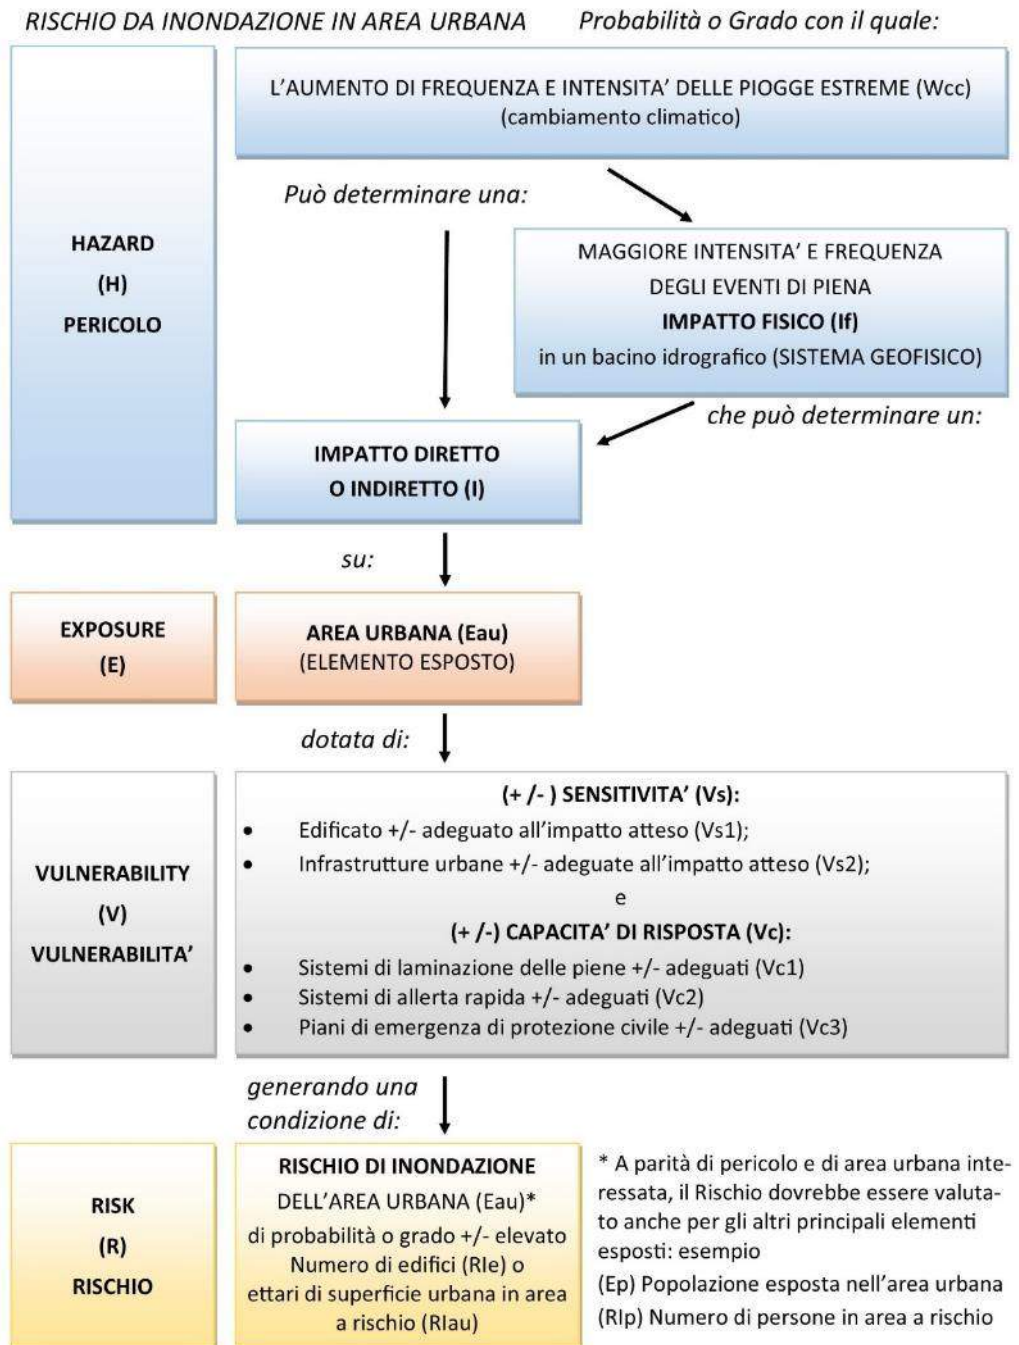 RISCHIO DA INONDAZIONE IN AREA URBANA
Probabilità o Grado con il quale:
HAZARD
(H)
PERICOLO
L'AUMENTO DI FREQUENZA E INTENSITA' DELLE PIOGGE ESTREME (Wcc)
(cambiamento climatico)
Può determinare una:
MAGGIORE INTENSITA' E FREQUENZA
DEGLI EVENTI DI PIENA
IMPATTO FISICO (If)
in un bacino idrografico (SISTEMA GEOFISICO)
che può determinare un:
IMPATTO DIRETTO
O INDIRETTO (I)
su:
EXPOSURE
(E)
AREA URBANA (Eau)
(ELEMENTO ESPOSTO)
dotata di:
VULNERABILITY
(V)
VULNERABILITA'
(+ /- ) SENSITIVITA' (Vs):
• Edificato +/- adeguato all'impatto atteso (Vs1);
• Infrastrutture urbane +/- adeguate all'impatto atteso (Vs2);
e
(+ /-) CAPACITA' DI RISPOSTA (Vc):
• Sistemi di laminazione delle piene +/- adeguati (Vc1)
• Sistemi di allerta rapida +/- adeguati (Vc2)
• Piani di emergenza di protezione civile +/- adeguati (Vc3)
generando una
condizione di:
RISK
(R)
RISCHIO
RISCHIO DI INONDAZIONE
DELL'AREA URBANA (Eau)*
di probabilità o grado +/- elevato
Numero di edifici (RIe) o
ettari di superficie urbana in area
a rischio (RIau)
* A parità di pericolo e di area urbana inte-
ressata, il Rischio dovrebbe essere valuta-
to anche per gli altri principali elementi
esposti: esempio
(Ep) Popolazione esposta nell'area urbana
(RIp) Numero di persone in area a rischio